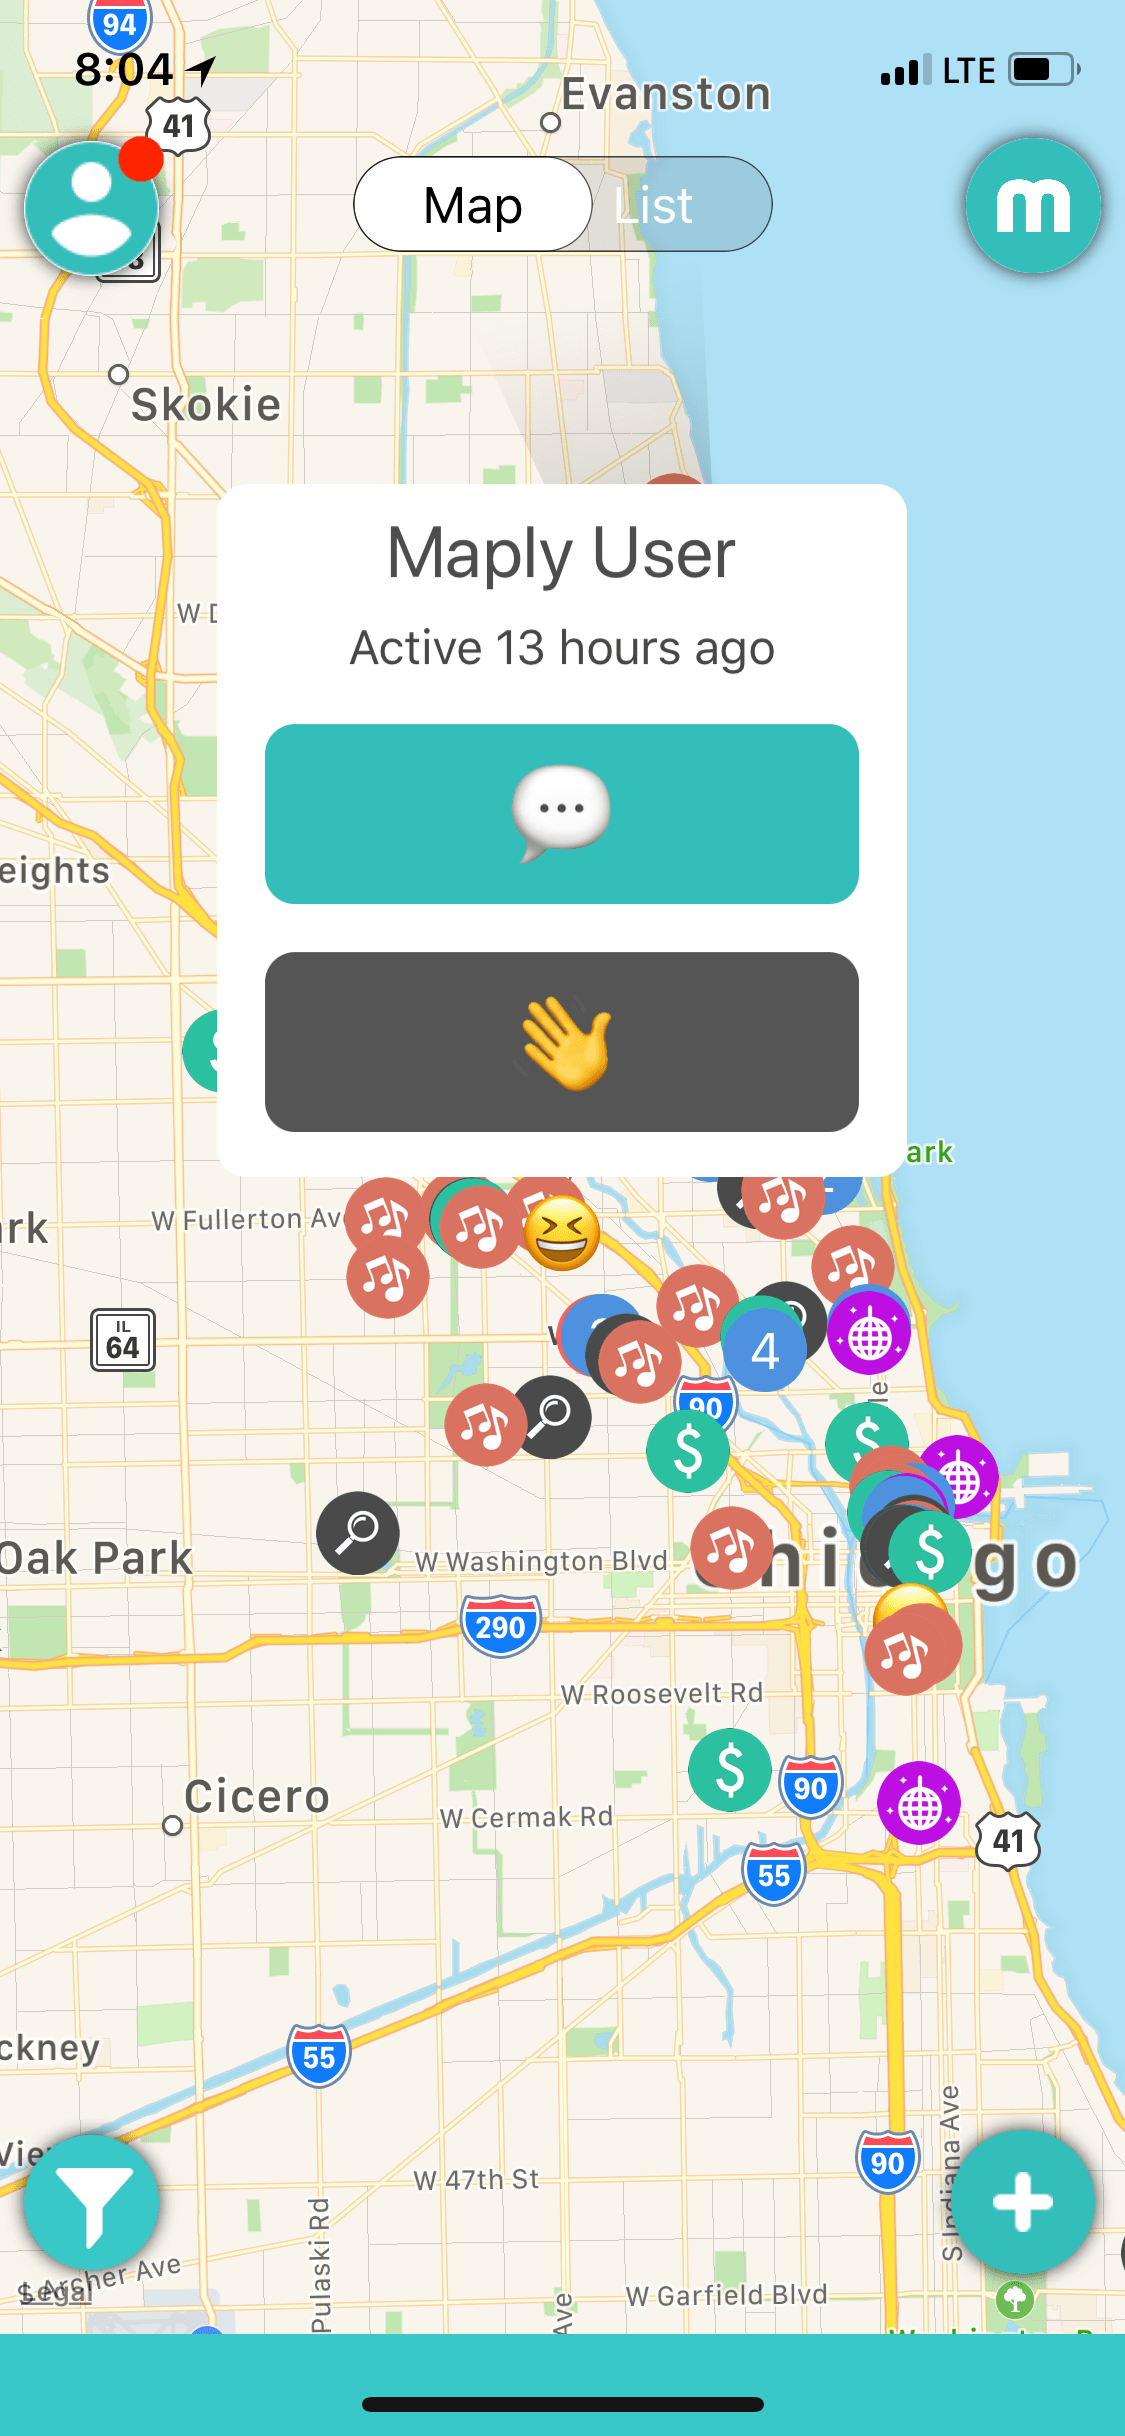 94
8:04
LTE
Evanston
41
Map
List
m
Skokie
Maply User
Active 13 hours ago
W D
eights
ark
W Fullerton Av
rk
IL
64
4
90
$
$
Oak Park
W Washington Blvd
$
go
290
W Roosevelt Rd
$
90
Cicero
W Cermak Rd
41
55
ckney
55
S Indiana Ave
90
Vie
W 47th St
Pulaski Rd
Archer Ave
Legal
W Garfield Blvd
Ave